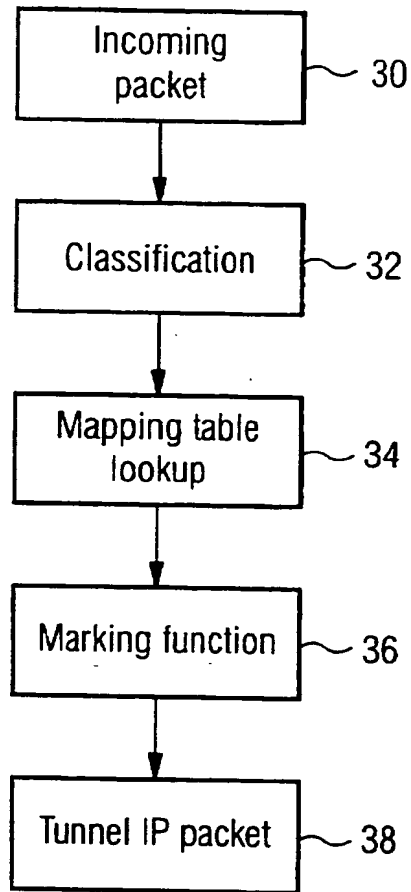 Incoming
packet
30
Classification
32
Mapping table
lookup
34
Marking function
36
Tunnel IP packet
38